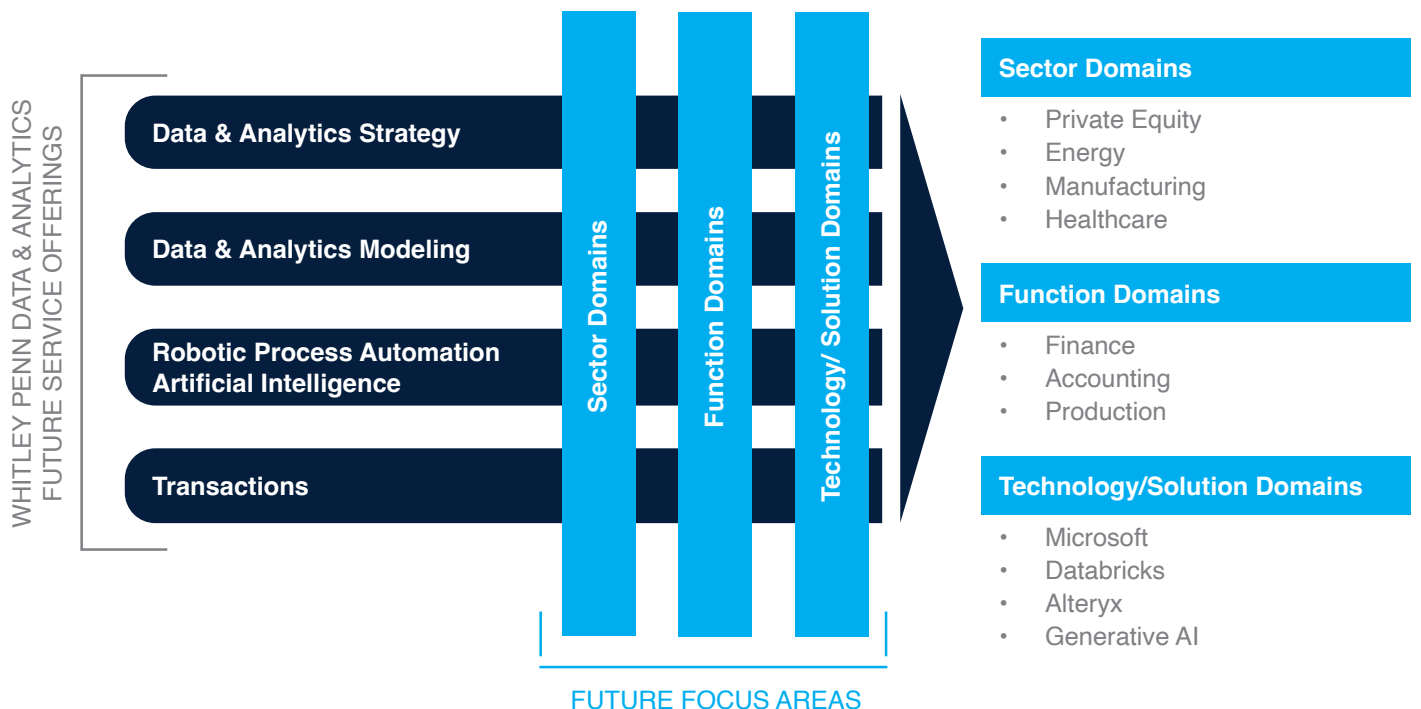 WHITLEY PENN DATA & ANALYTICS
FUTURE SERVICE OFFERINGS
Data & Analytics Strategy
Data & Analytics Modeling
Robotic Process Automation
Artificial Intelligence
Transactions
Sector Domains
Function Domains
Technology/ Solution Domains
FUTURE FOCUS AREAS
Sector Domains
• Private Equity
• Energy
• Manufacturing
• Healthcare
Function Domains
• Finance
• Accounting
• Production
Technology/Solution Domains
• Microsoft
• Databricks
• Alteryx
• Generative AI